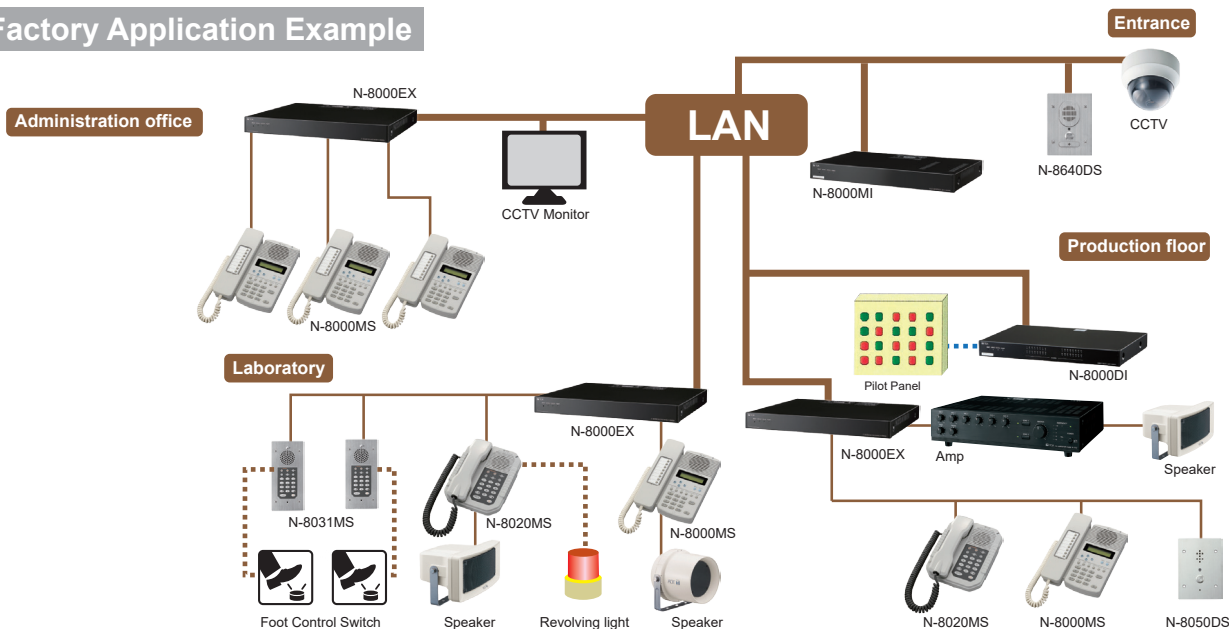 Factory Application Example
Entrance
N-8000EX
Administration office
LAN
CCTV
N-8640DS
N-8000MI
CCTV Monitor
Production floor
N-8000MS
Pilot Panel
N-8000DI
Laboratory
N-8000EX
N-8000EX
Amp
Speaker
N-8031MS
N-8020MS
N-8000MS
Foot Control Switch
Speaker
Revolving light
Speaker
N-8020MS
N-8000MS
N-8050DS